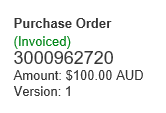 Purchase Order
(Invoiced)
3000962720
Amount: $100.00 AUD
Version: 1